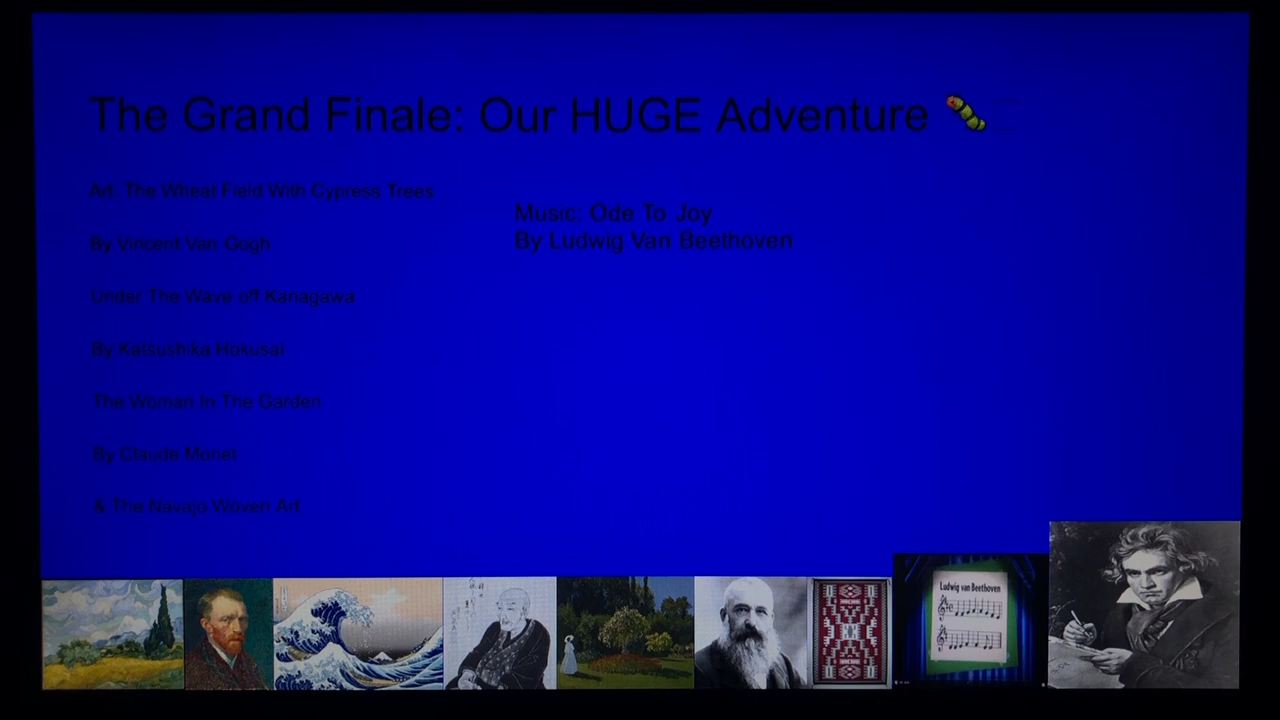 The Grand Finale: Our HUGE Adventure
Art: The Wheat Field With Cypress Trees
By Vincent Van Gogh
Under The Wave off Kanagawa
By Katsushika Hokusai
The Woman In The Garden
By Claude Monet
& The Navajo Woven Art
Music: Ode To Joy
By Ludwig Van Beethoven
Ludwig van Beethoven